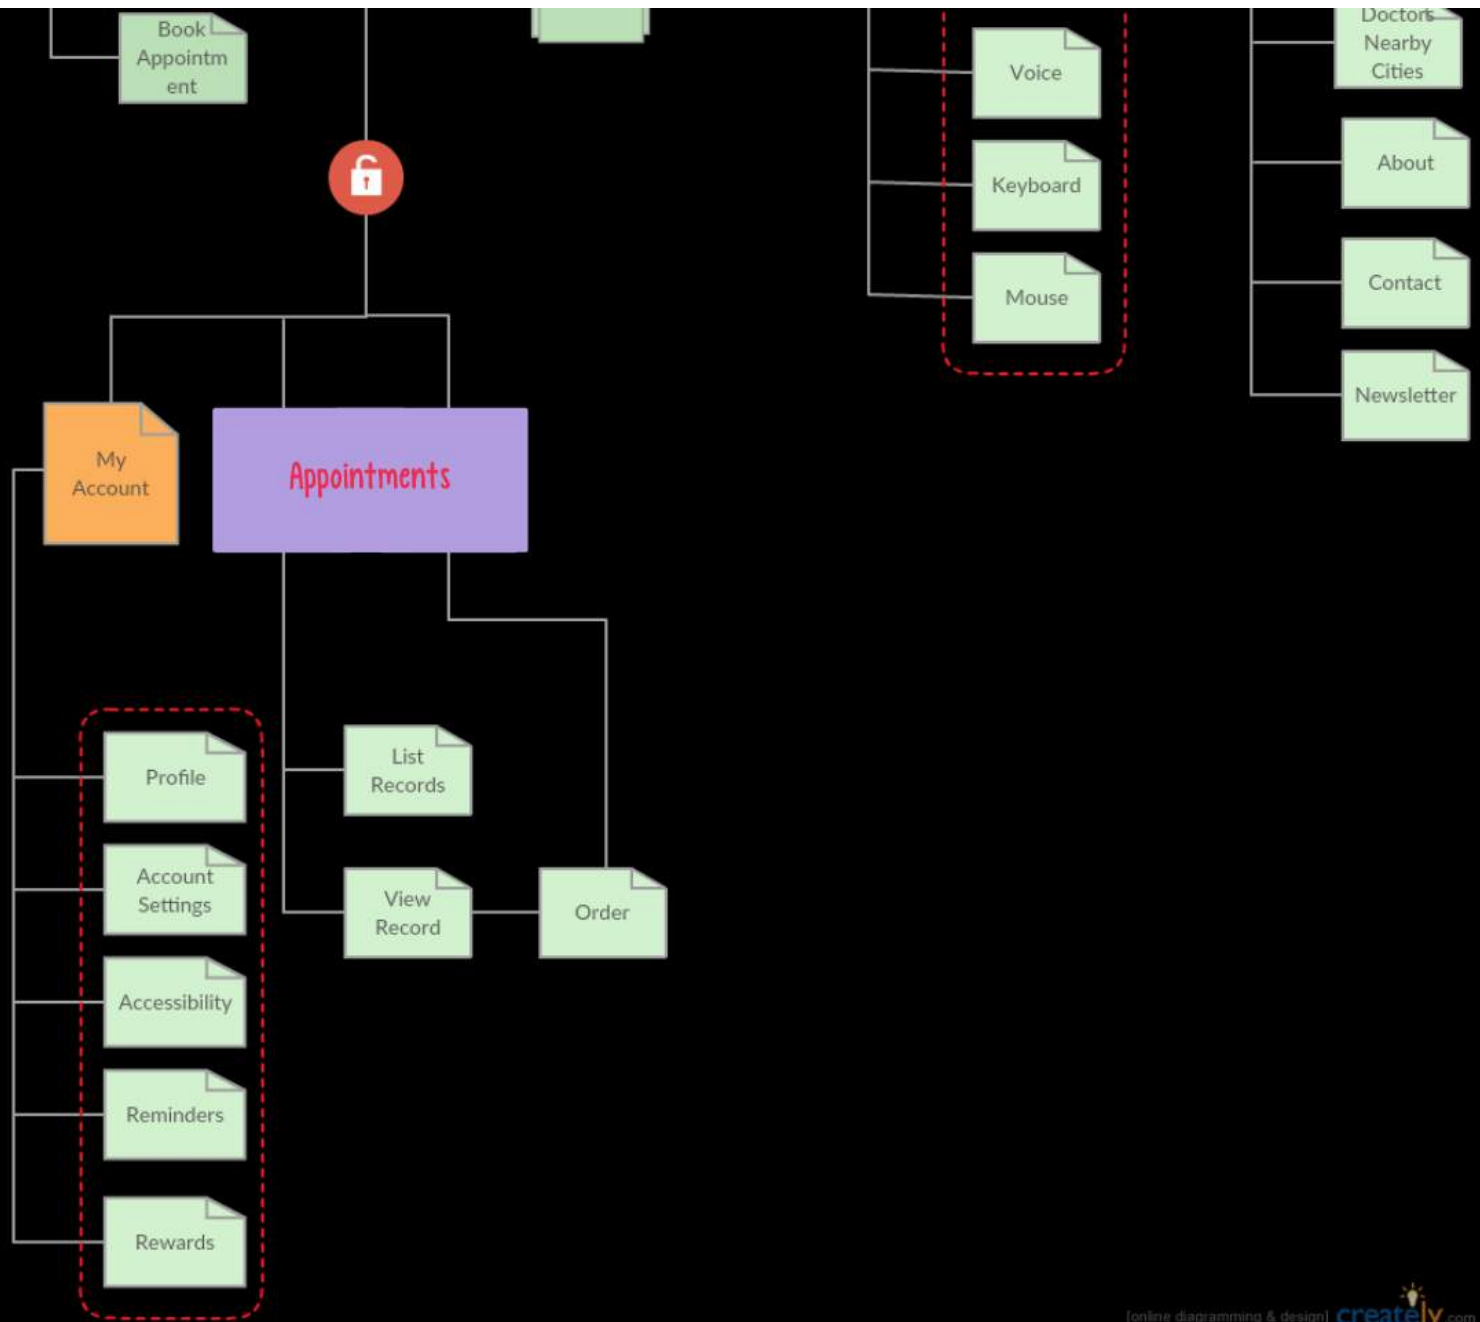 Book
Appointm
ent
Voice
Keyboard
Mouse
Doctors
Nearby
Cities
About
Contact
Newsletter
My
Account
Appointments
Profile
Account
Settings
Accessibility
Reminders
Rewards
List
Records
View
Record
Order
[online diagramming & design] creately.com